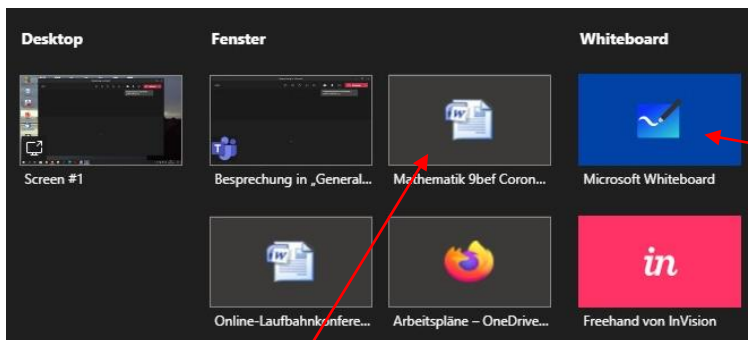 Desktop Fenster Whiteboard
in
Screen #1 Besprechung in „General... Mathematik 9bef Coron... Microsoft Whiteboard
Online-Laufbahnkonfere... Arbeitspläne – OneDrive... Freehand von InVision